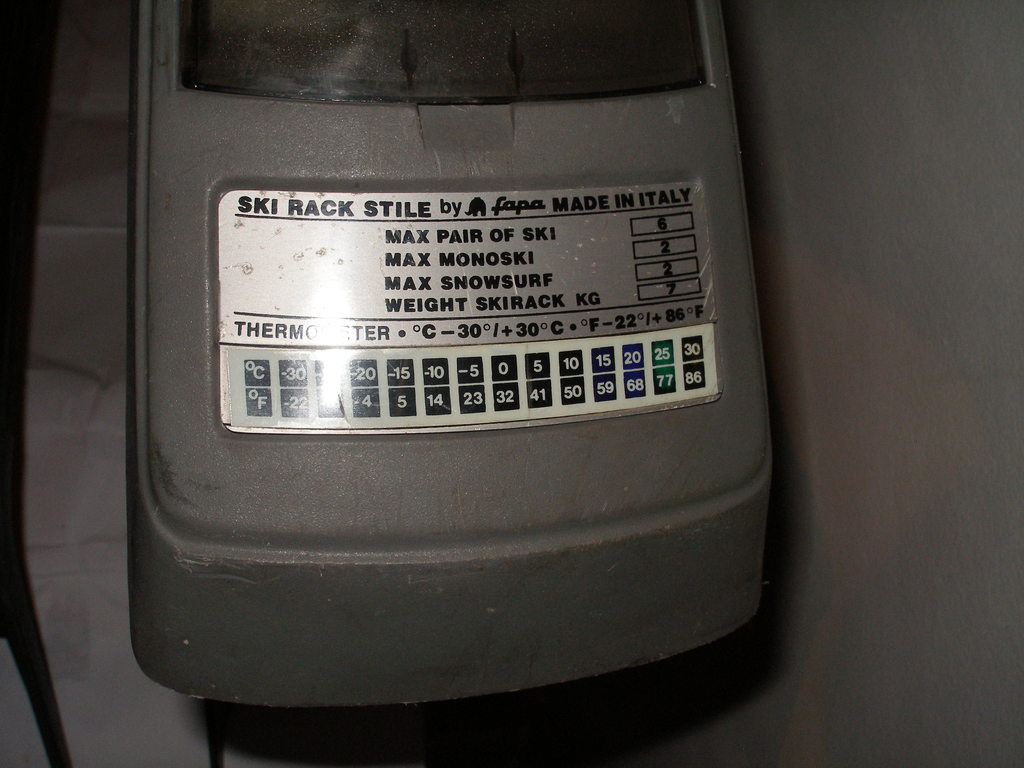 SKI RACK STILE by fapa MADE IN ITALY
MAX PAIR OF SKI 6
MAX MONOSKI 2
MAX SNOWSURF 2
WEIGHT SKIRACK KG 7
THERMOMETER • °C -30°/+30°C • °F -22°/+86°F
°C -30 -20 -15 -10 -5 0 5 10 15 20 25 30
°F -22 -4 5 14 23 32 41 50 59 68 77 86